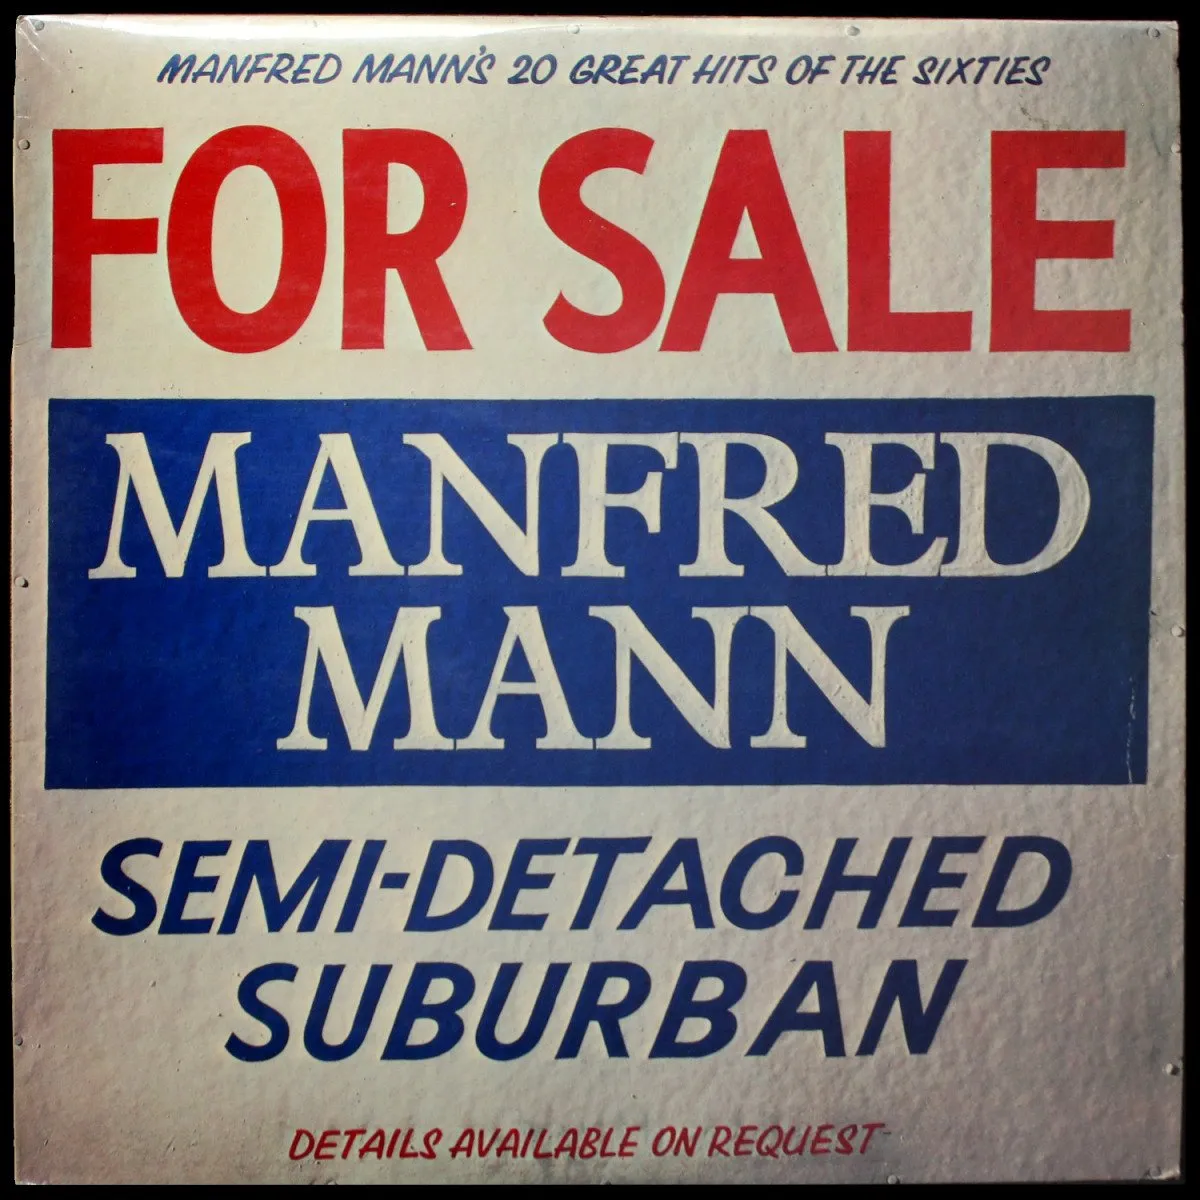 MANFRED MANN'S 20 GREAT HITS OF THE SIXTIES
FOR SALE
MANFRED
MANN
SEMI-DETACHED
SUBURBAN
DETAILS AVAILABLE ON REQUEST